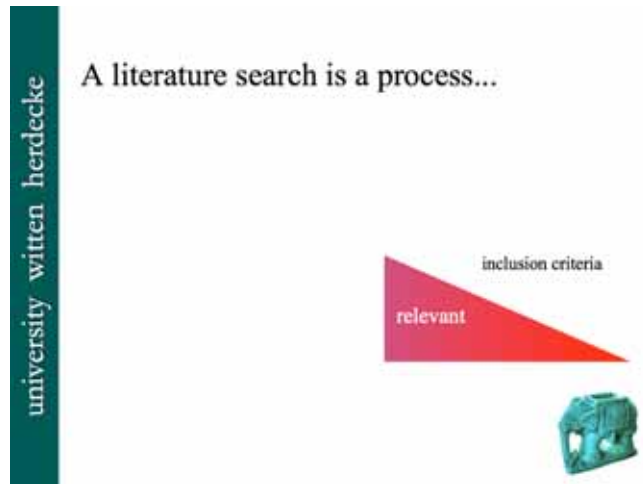 A literature search is a process...
inclusion criteria
relevant
university witten herdecke